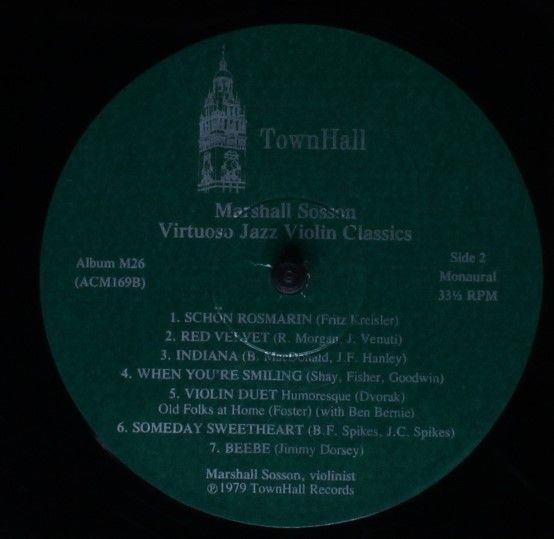 TownHall
Marshall Sosson
Virtuoso Jazz Violin Classics
Album M26
(ACM169B)
Side 2
Monaural
33⅓ RPM
1. SCHÖN ROSMARIN (Fritz Kreisler)
2. RED VELVET (R. Morgan, J. Venuti)
3. INDIANA (B. MacDonald, J.F. Hanley)
4. WHEN YOU'RE SMILING (Shay, Fisher, Goodwin)
5. VIOLIN DUET Humoresque (Dvorak)
Old Folks at Home (Foster) (with Ben Bernie)
6. SOMEDAY SWEETHEART (B.F. Spikes, J.C. Spikes)
7. BEEBE (Jimmy Dorsey)
Marshall Sosson, violinist
℗1979 TownHall Records